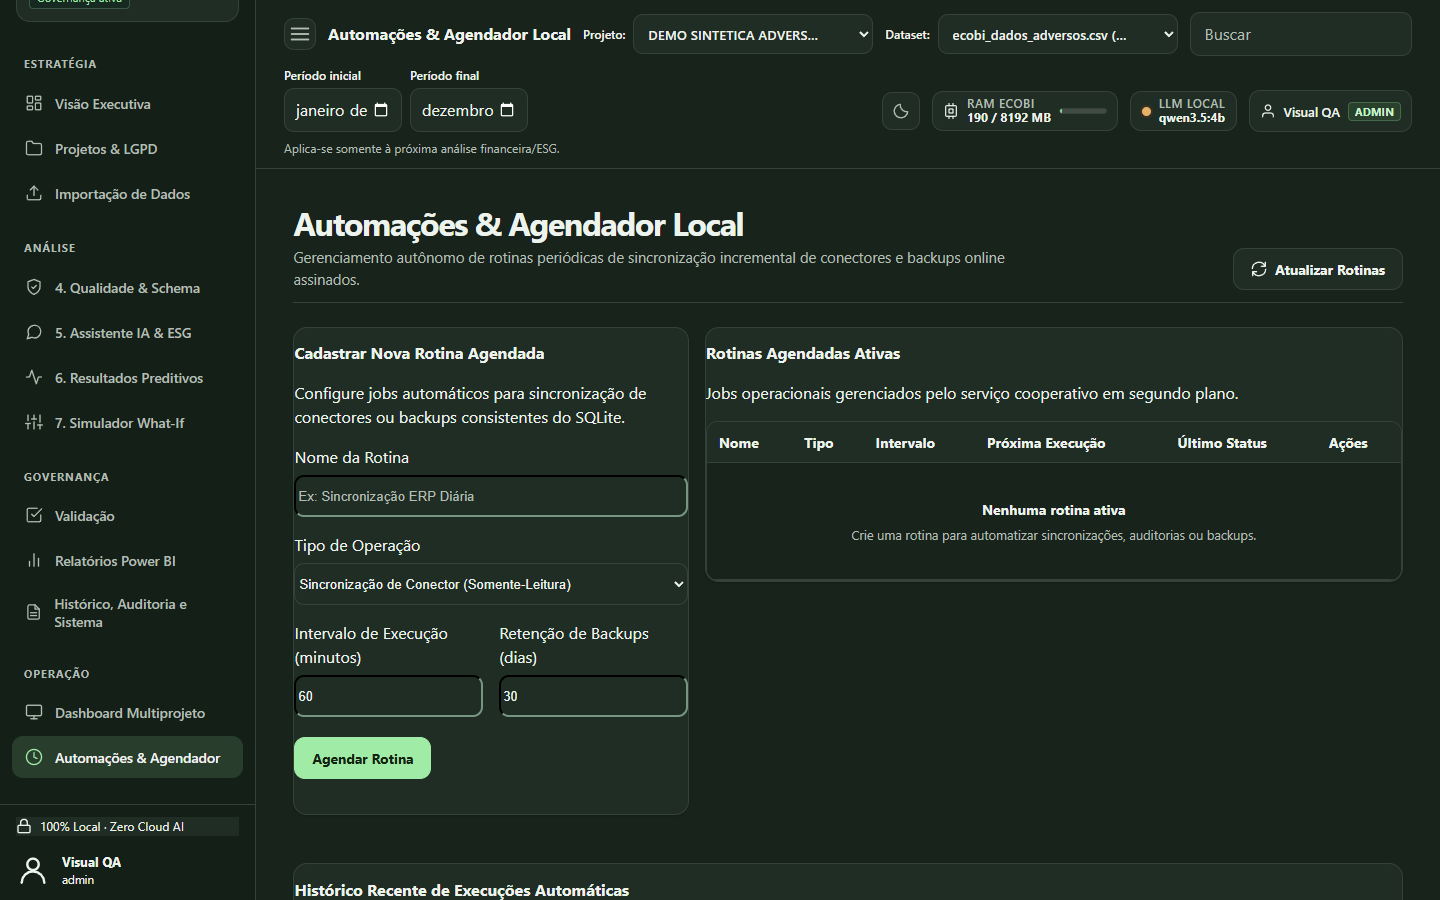 Governança ativa
ESTRATÉGIA
Visão Executiva
Projetos & LGPD
Importação de Dados
ANÁLISE
4. Qualidade & Schema
5. Assistente IA & ESG
6. Resultados Preditivos
7. Simulador What-If
GOVERNANÇA
Validação
Relatórios Power BI
Histórico, Auditoria e
Sistema
OPERAÇÃO
Dashboard Multiprojeto
Automações & Agendador
100% Local · Zero Cloud AI
Visual QA
admin
Automações & Agendador Local
Projeto:
DEMO SINTETICA ADVERS...
Dataset:
ecobi_dados_adversos.csv (...
Buscar
Período inicial
Período final
janeiro de
dezembro
RAM ECOBI
190 / 8192 MB
LLM LOCAL
qwen3.5:4b
Visual QA
ADMIN
Aplica-se somente à próxima análise financeira/ESG.
Automações & Agendador Local
Gerenciamento autônomo de rotinas periódicas de sincronização incremental de conectores e backups online
assinados.
Atualizar Rotinas
Cadastrar Nova Rotina Agendada
Configure jobs automáticos para sincronização de
conectores ou backups consistentes do SQLite.
Nome da Rotina
Ex: Sincronização ERP Diária
Tipo de Operação
Sincronização de Conector (Somente-Leitura)
Intervalo de Execução
(minutos)
Retenção de Backups
(dias)
60
30
Agendar Rotina
Rotinas Agendadas Ativas
Jobs operacionais gerenciados pelo serviço cooperativo em segundo plano.
Nome Tipo Intervalo Próxima Execução Último Status Ações
Nenhuma rotina ativa
Crie uma rotina para automatizar sincronizações, auditorias ou backups.
Histórico Recente de Execuções Automáticas